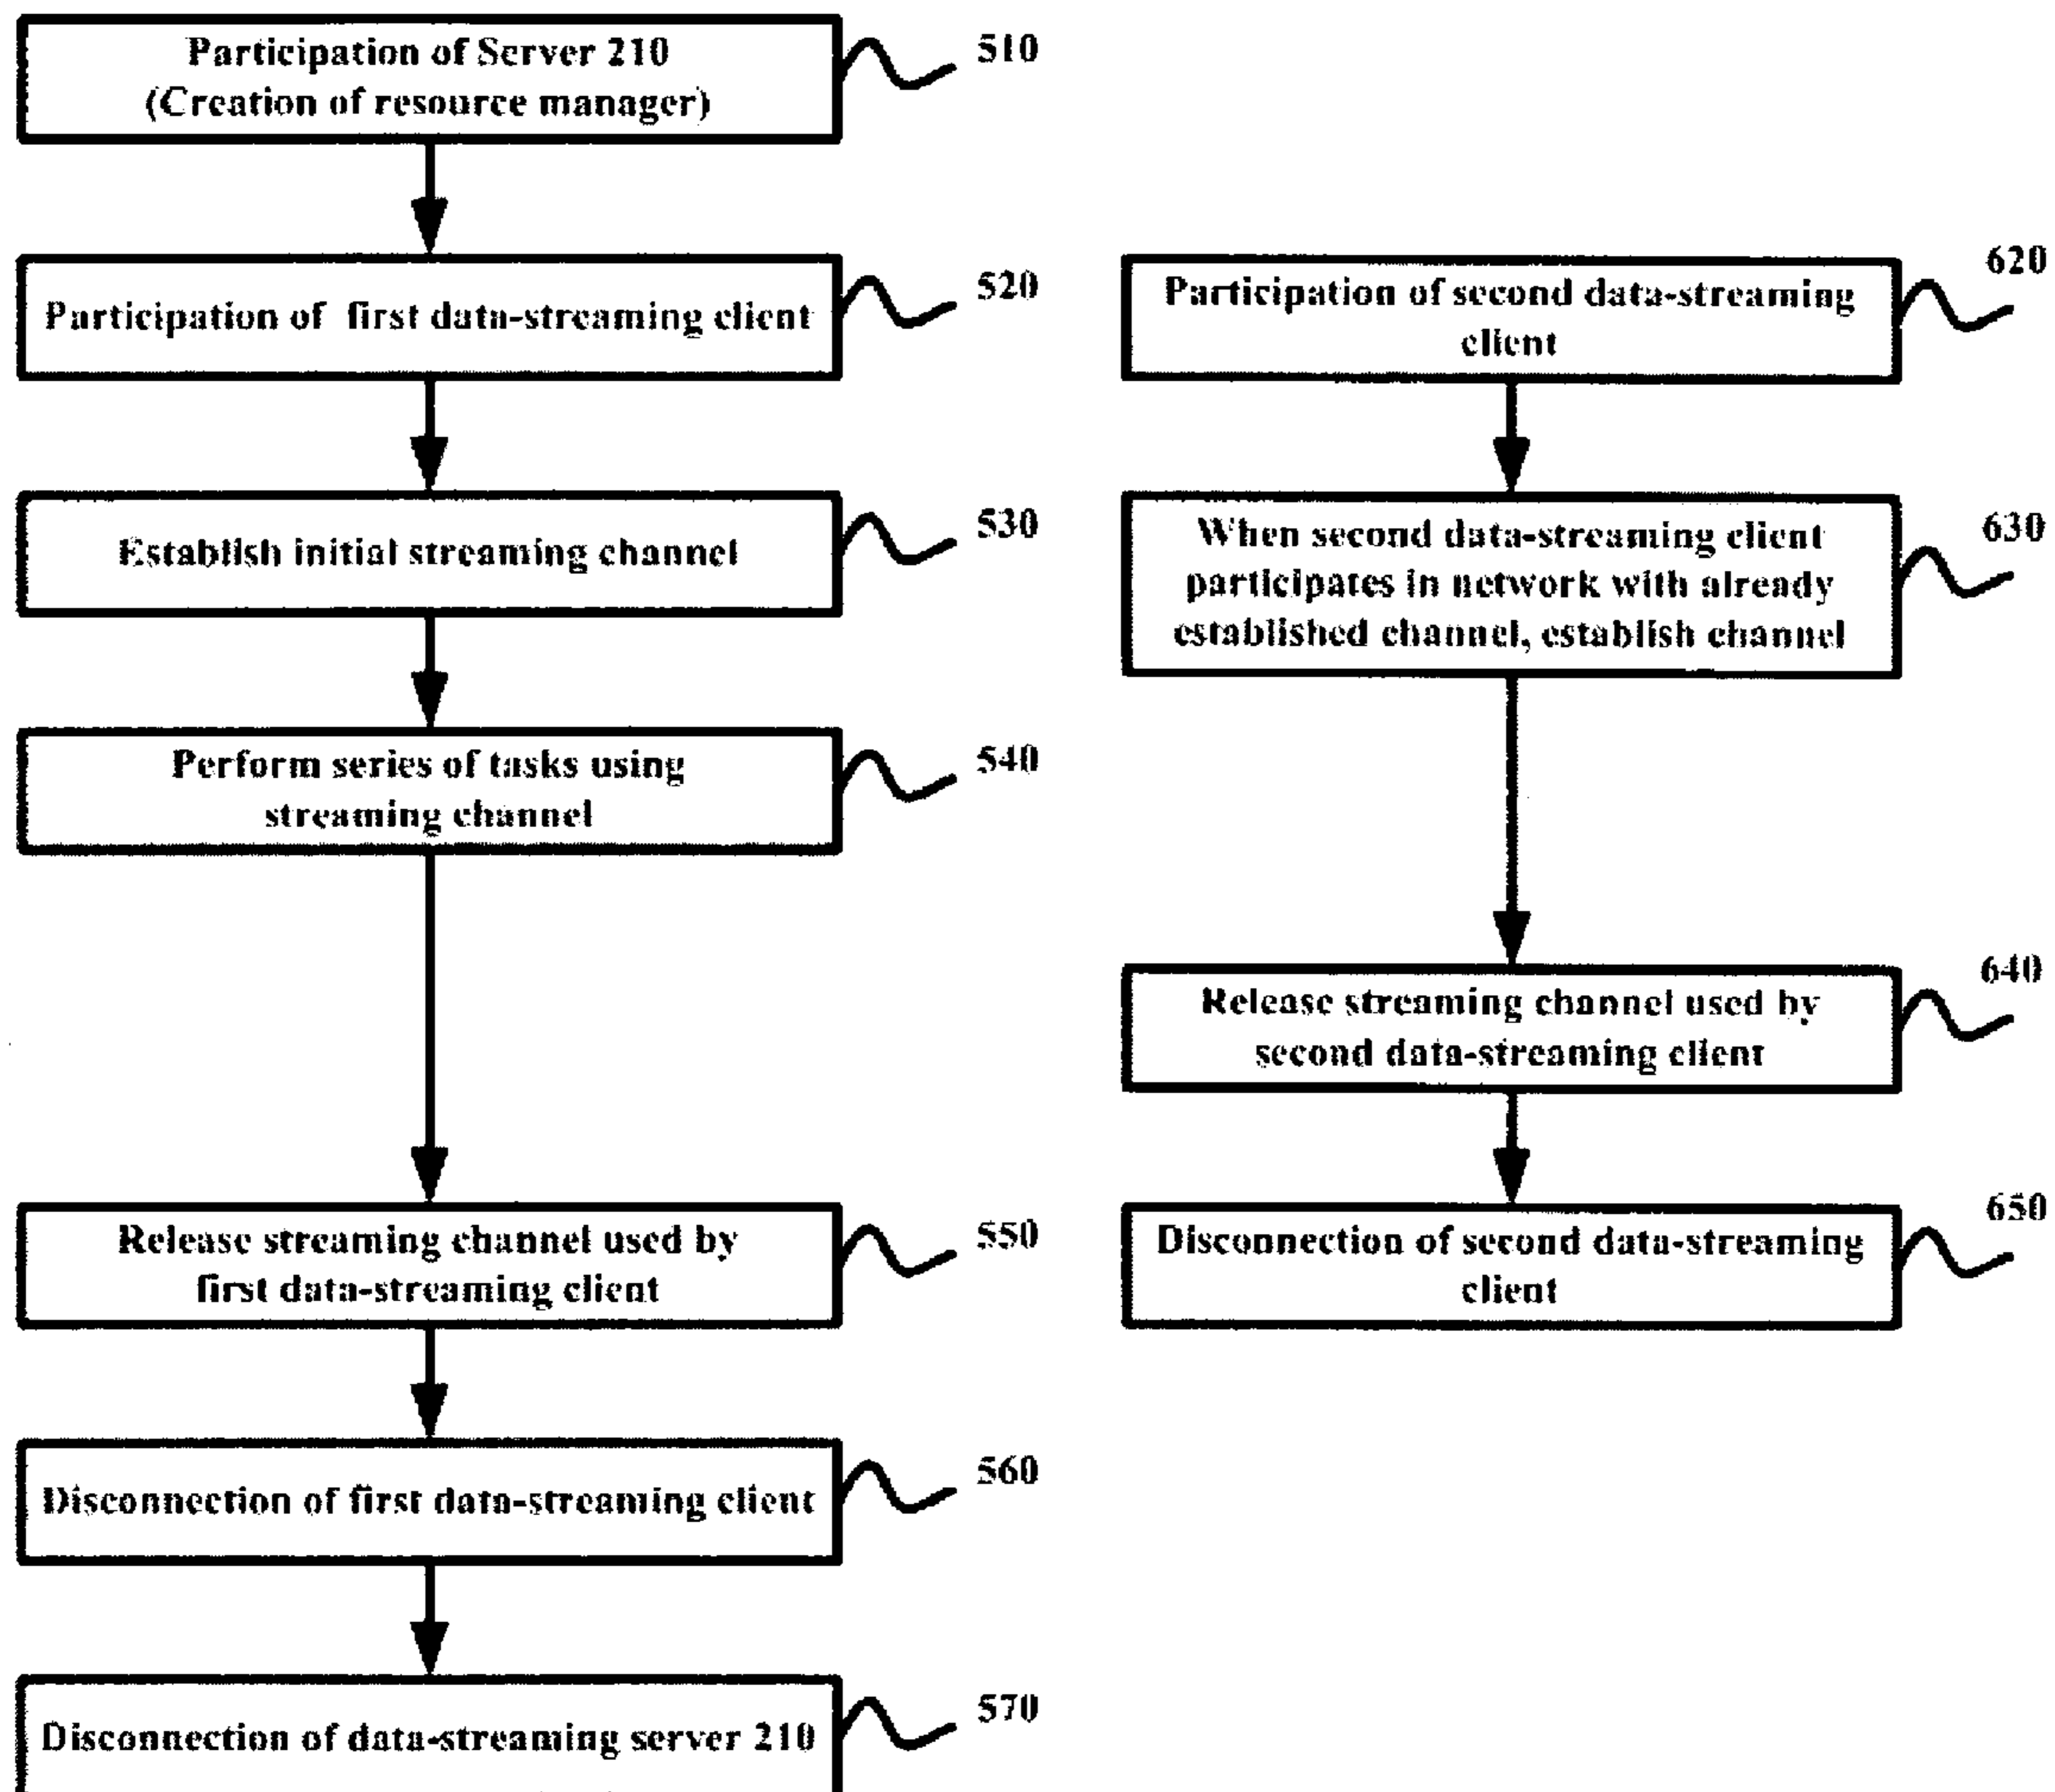 Participation of Server 210
(Creation of resource manager)
510
Participation of first data-streaming client
520
Establish initial streaming channel
530
Perform series of tasks using
streaming channel
540
Release streaming channel used by
first data-streaming client
550
Disconnection of first data-streaming client
560
Disconnection of data-streaming server 210
570
Participation of second data-streaming
client
620
When second data-streaming client
participates in network with already
established channel, establish channel
630
Release streaming channel used by
second data-streaming client
640
Disconnection of second data-streaming
client
650